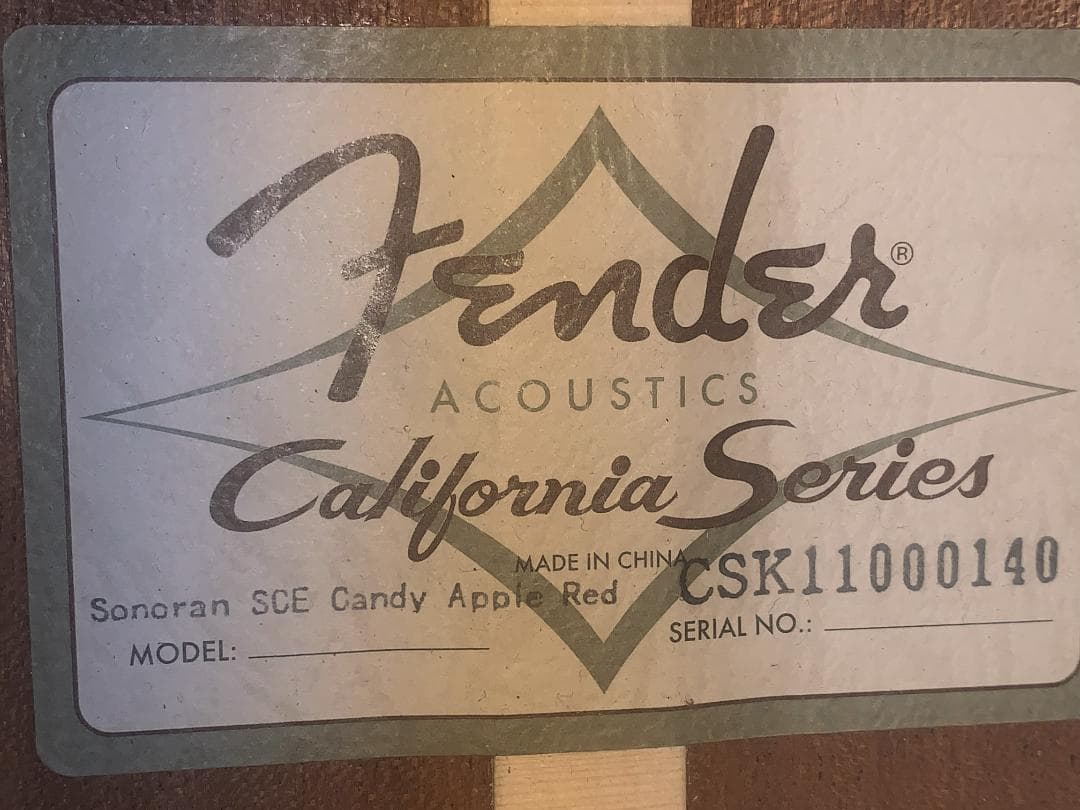 Fender®
ACOUSTICS
California Series
MADE IN CHINA
CSK11000140
Sonoran SCE Candy Apple Red
SERIAL NO.:
MODEL: